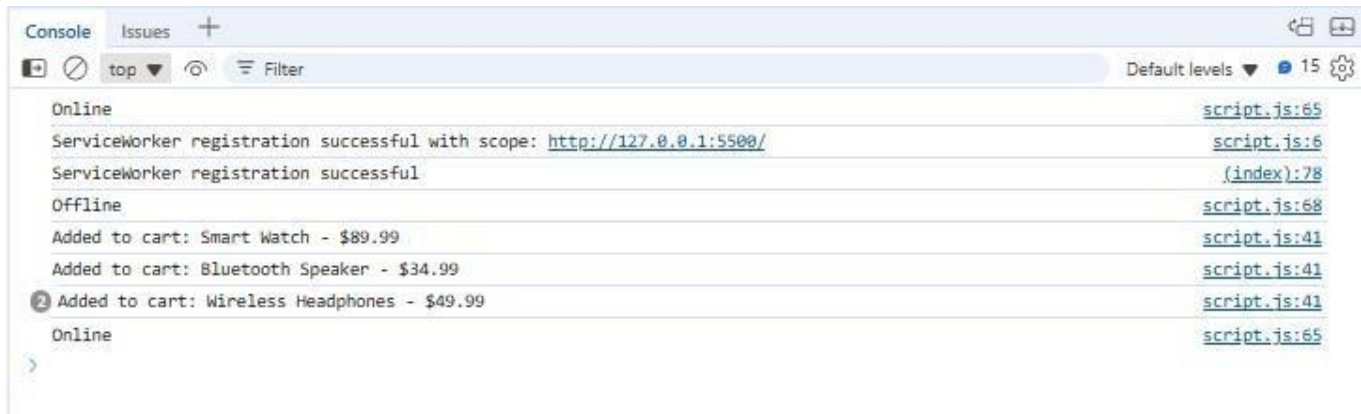 Console Issues
top Filter Default levels 15
Online script.js:65
ServiceWorker registration successful with scope: http://127.0.0.1:5500/ script.js:6
ServiceWorker registration successful (index):78
Offline script.js:68
Added to cart: Smart Watch - $89.99 script.js:41
Added to cart: Bluetooth Speaker - $34.99 script.js:41
2 Added to cart: Wireless Headphones - $49.99 script.js:41
Online script.js:65